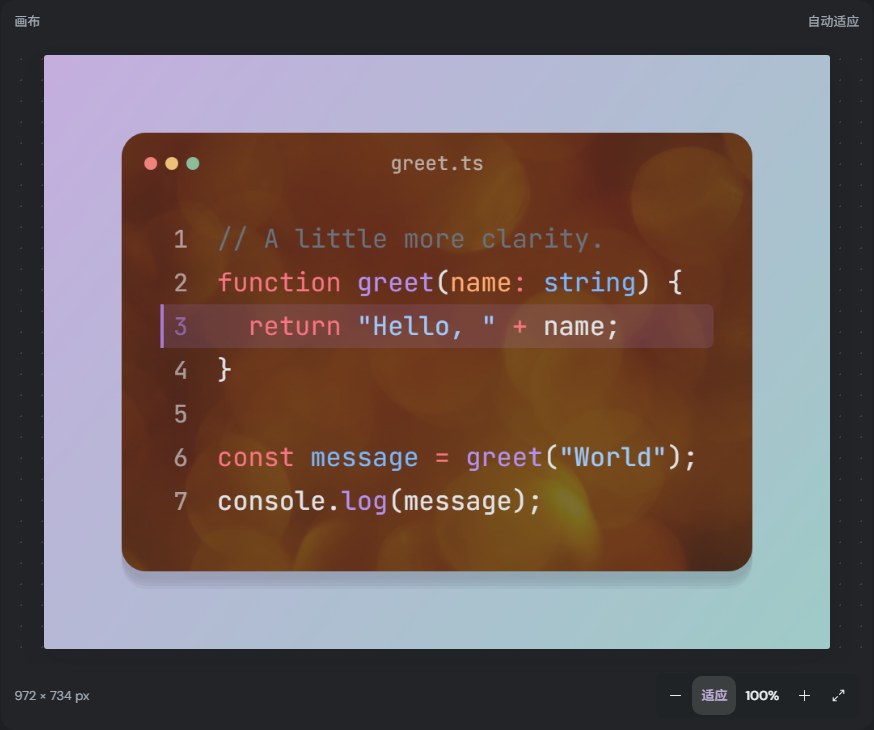 画布
自动适应
greet.ts
1 // A little more clarity.
2 function greet(name: string) {
3   return "Hello, " + name;
4 }
5
6 const message = greet("World");
7 console.log(message);
972 × 734 px
− 适应 100% +